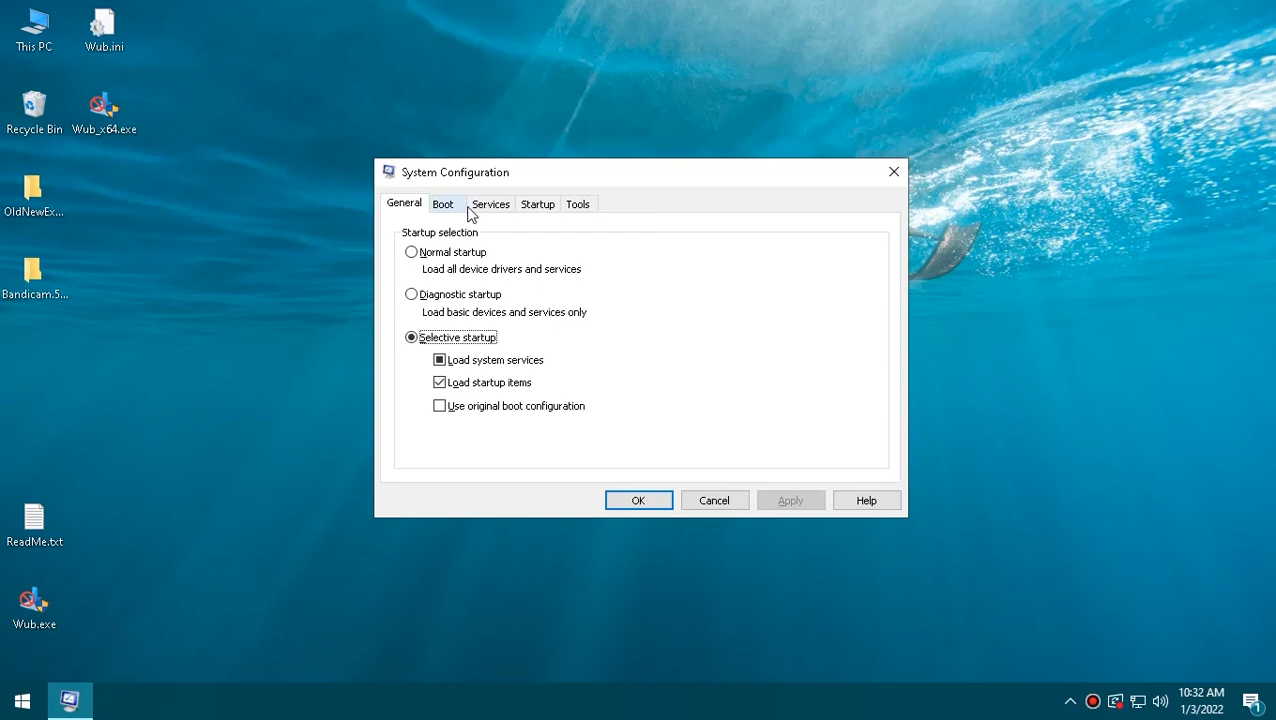 This PC
Wub.ini
Recycle Bin
Wub_x64.exe
OldNewEx...
Bandicam.5...
ReadMe.txt
Wub.exe
System Configuration
General
Boot
Services
Startup
Tools
Startup selection
Normal startup
Load all device drivers and services
Diagnostic startup
Load basic devices and services only
Selective startup
Load system services
Load startup items
Use original boot configuration
OK
Cancel
Apply
Help
10:32 AM
1/3/2022
1